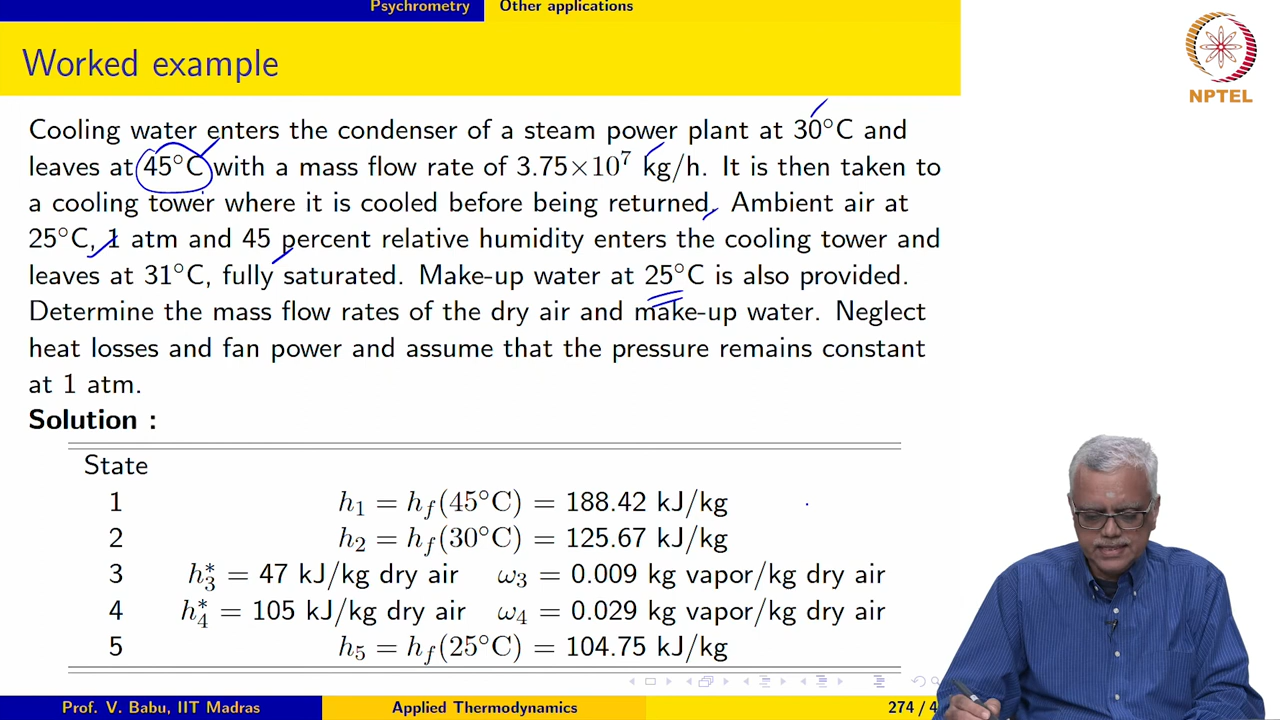 Psychrometry Other applications
Worked example
NPTEL
Cooling water enters the condenser of a steam power plant at 30°C and
leaves at 45°C with a mass flow rate of 3.75×10⁷ kg/h. It is then taken to
a cooling tower where it is cooled before being returned. Ambient air at
25°C, 1 atm and 45 percent relative humidity enters the cooling tower and
leaves at 31°C, fully saturated. Make-up water at 25°C is also provided.
Determine the mass flow rates of the dry air and make-up water. Neglect
heat losses and fan power and assume that the pressure remains constant
at 1 atm.
Solution :
State
1 h₁ = h_f(45°C) = 188.42 kJ/kg
2 h₂ = h_f(30°C) = 125.67 kJ/kg
3 h₃* = 47 kJ/kg dry air ω₃ = 0.009 kg vapor/kg dry air
4 h₄* = 105 kJ/kg dry air ω₄ = 0.029 kg vapor/kg dry air
5 h₅ = h_f(25°C) = 104.75 kJ/kg
Prof. V. Babu, IIT Madras Applied Thermodynamics 274 / 4